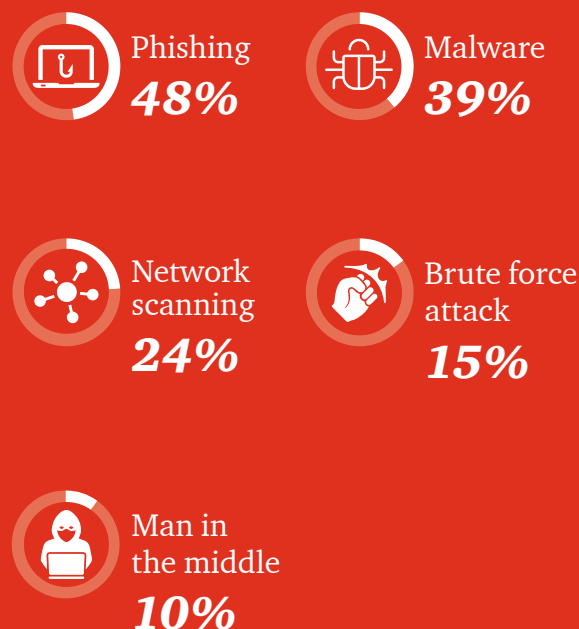 Phishing
48%
Malware
39%
Network
scanning
24%
Brute force
attack
15%
Man in
the middle
10%